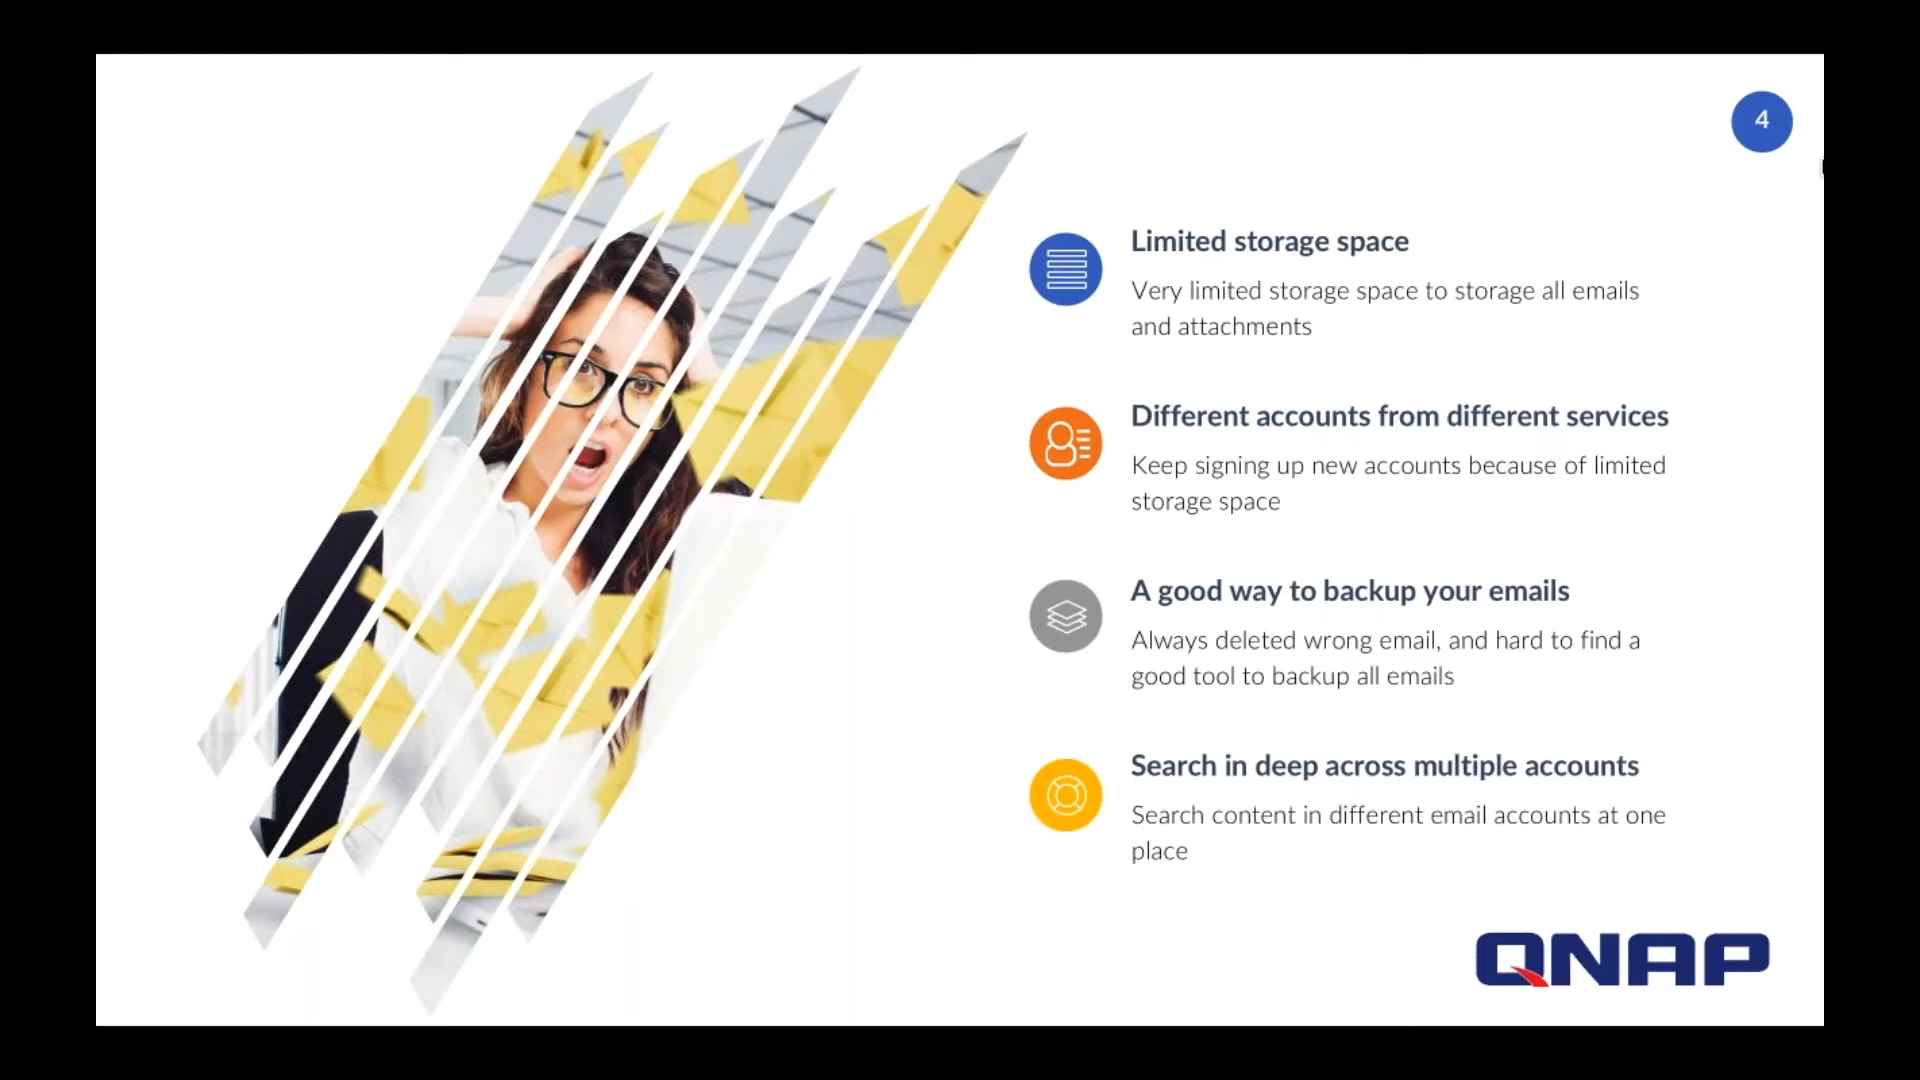 4
Limited storage space
Very limited storage space to storage all emails
and attachments
Different accounts from different services
Keep signing up new accounts because of limited
storage space
A good way to backup your emails
Always deleted wrong email, and hard to find a
good tool to backup all emails
Search in deep across multiple accounts
Search content in different email accounts at one
place
QNAP